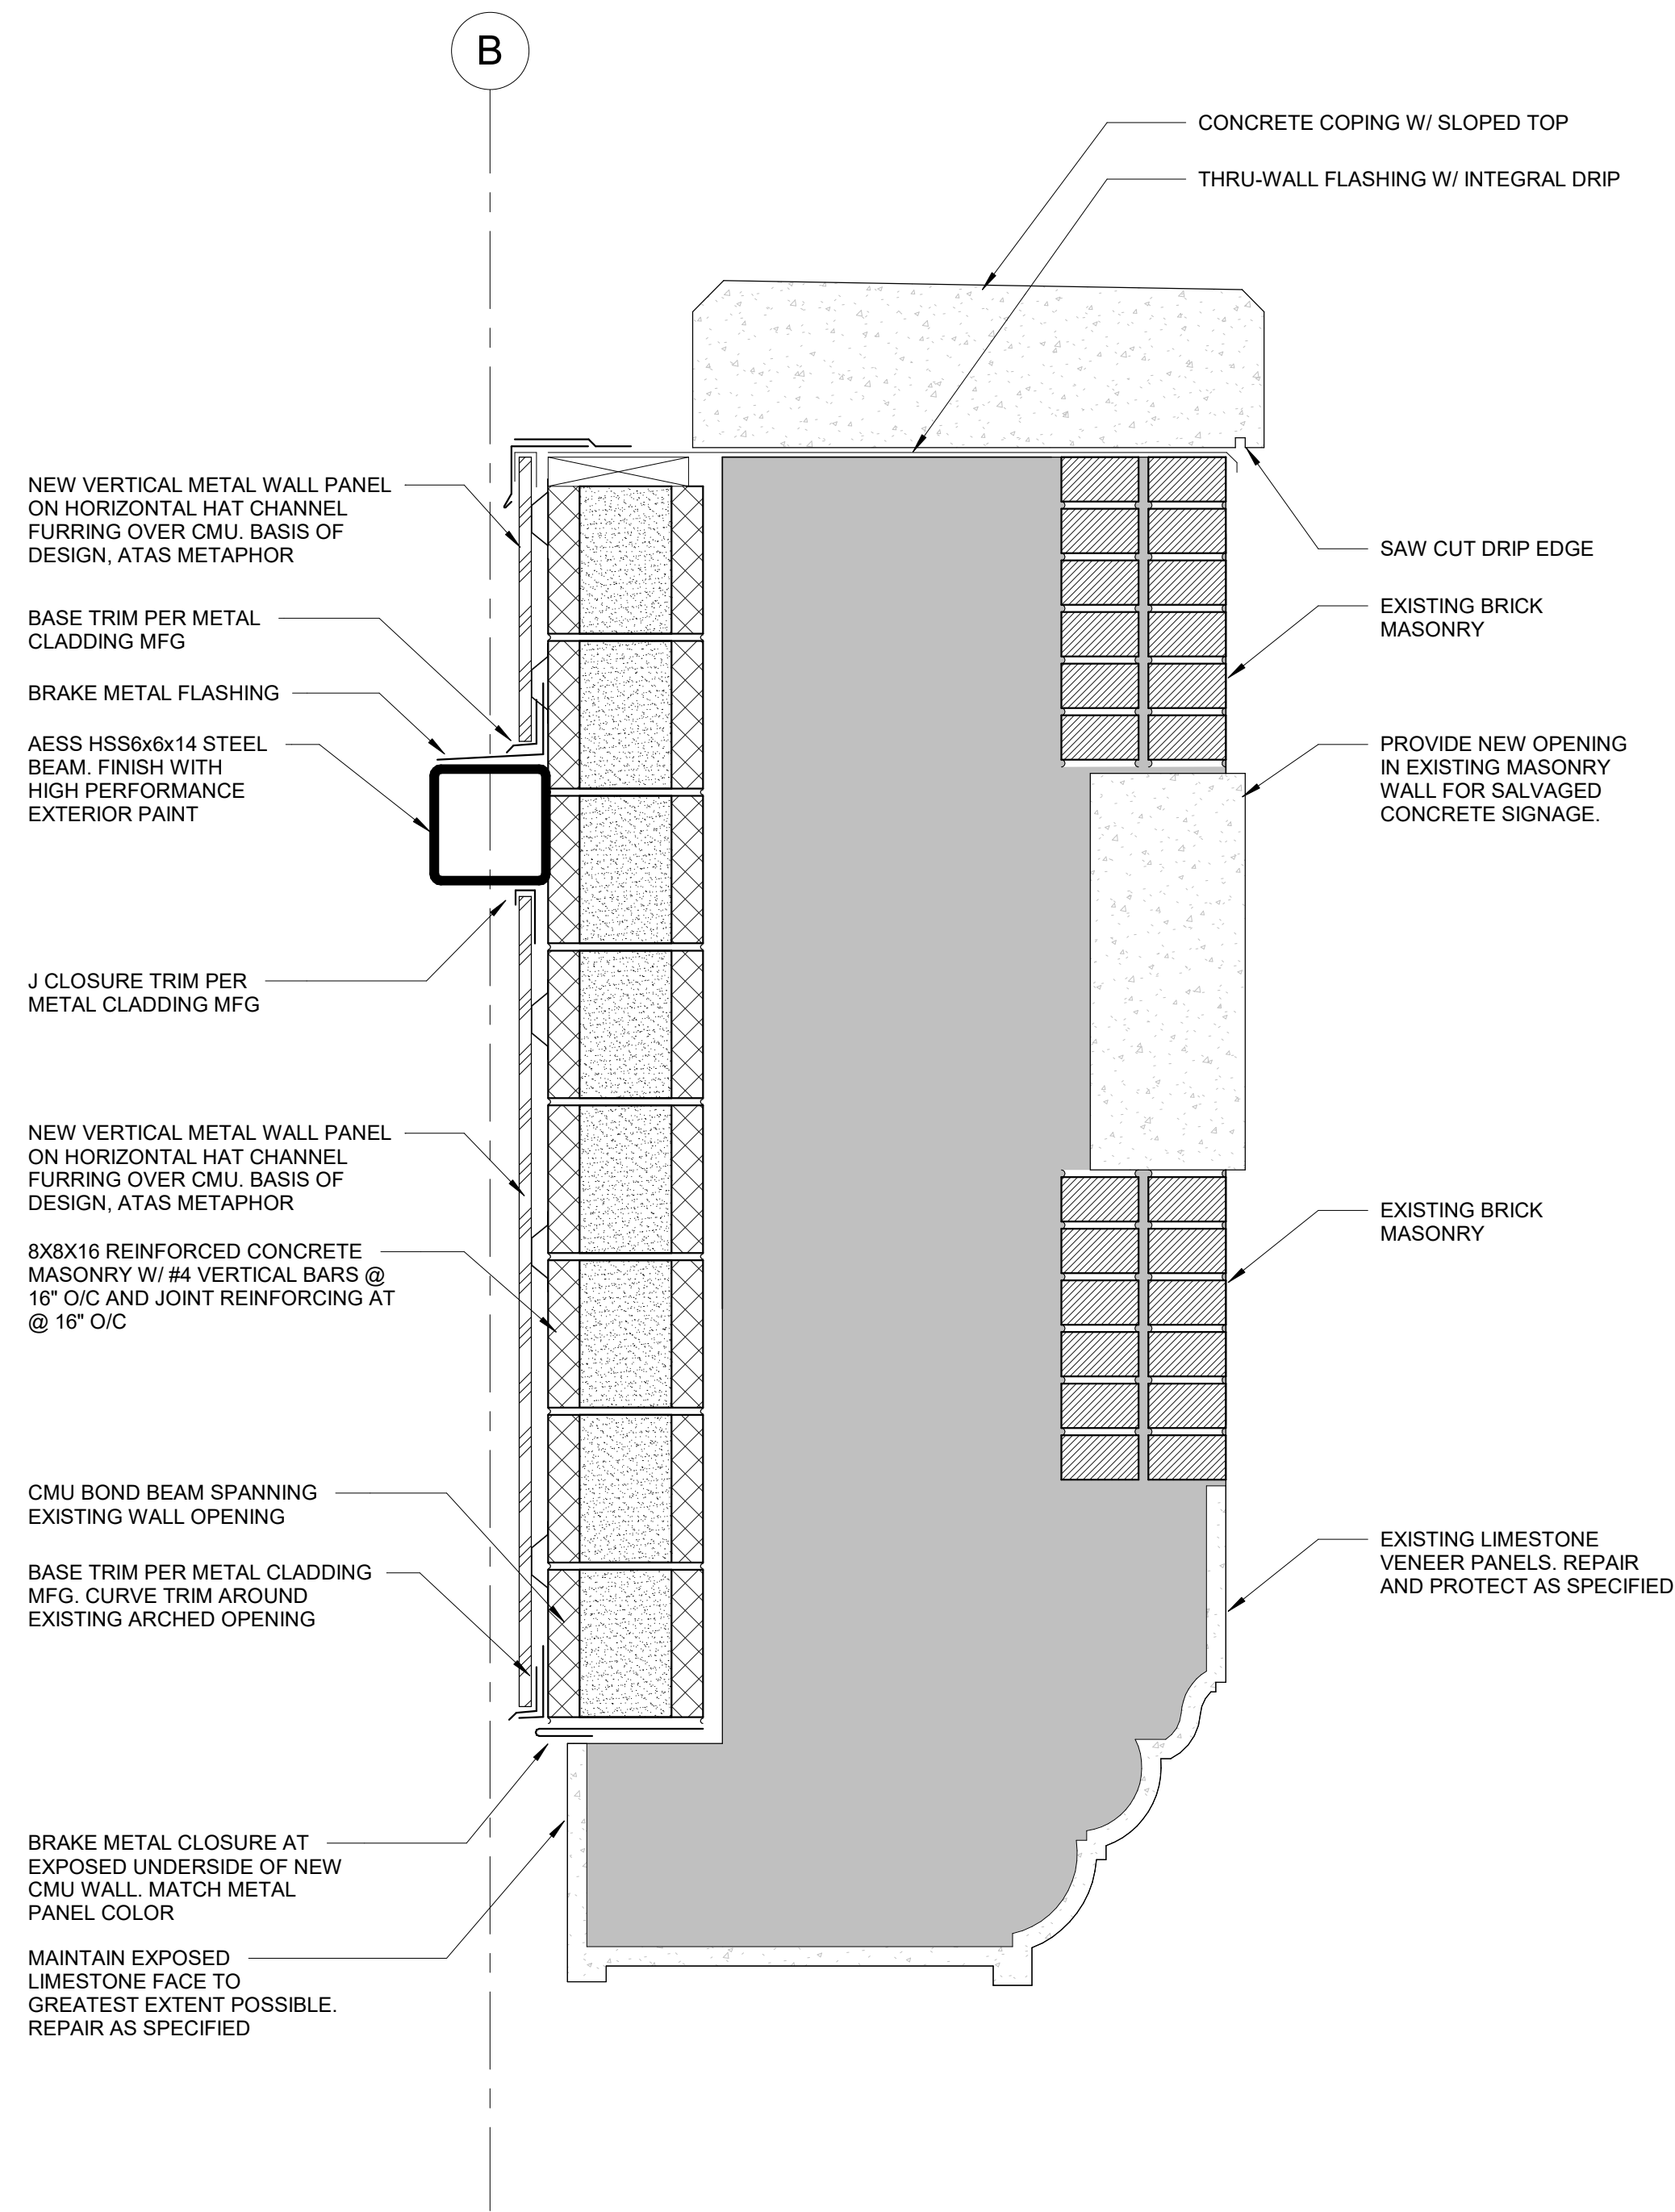 B
CONCRETE COPING W/ SLOPED TOP
THRU-WALL FLASHING W/ INTEGRAL DRIP
NEW VERTICAL METAL WALL PANEL
ON HORIZONTAL HAT CHANNEL
FURRING OVER CMU. BASIS OF
DESIGN, ATAS METAPHOR
BASE TRIM PER METAL
CLADDING MFG
BRAKE METAL FLASHING
AESS HSS6x6x14 STEEL
BEAM. FINISH WITH
HIGH PERFORMANCE
EXTERIOR PAINT
J CLOSURE TRIM PER
METAL CLADDING MFG
NEW VERTICAL METAL WALL PANEL
ON HORIZONTAL HAT CHANNEL
FURRING OVER CMU. BASIS OF
DESIGN, ATAS METAPHOR
8X8X16 REINFORCED CONCRETE
MASONRY W/ #4 VERTICAL BARS @
16" O/C AND JOINT REINFORCING AT
@ 16" O/C
CMU BOND BEAM SPANNING
EXISTING WALL OPENING
BASE TRIM PER METAL CLADDING
MFG. CURVE TRIM AROUND
EXISTING ARCHED OPENING
BRAKE METAL CLOSURE AT
EXPOSED UNDERSIDE OF NEW
CMU WALL. MATCH METAL
PANEL COLOR
MAINTAIN EXPOSED
LIMESTONE FACE TO
GREATEST EXTENT POSSIBLE.
REPAIR AS SPECIFIED
SAW CUT DRIP EDGE
EXISTING BRICK
MASONRY
PROVIDE NEW OPENING
IN EXISTING MASONRY
WALL FOR SALVAGED
CONCRETE SIGNAGE.
EXISTING BRICK
MASONRY
EXISTING LIMESTONE
VENEER PANELS. REPAIR
AND PROTECT AS SPECIFIED